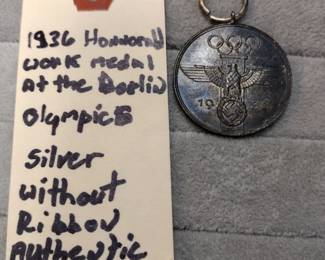 1936 Honorary
work medal
At the Berlin
Olympics
silver
without
Ribbon
Authentic
19